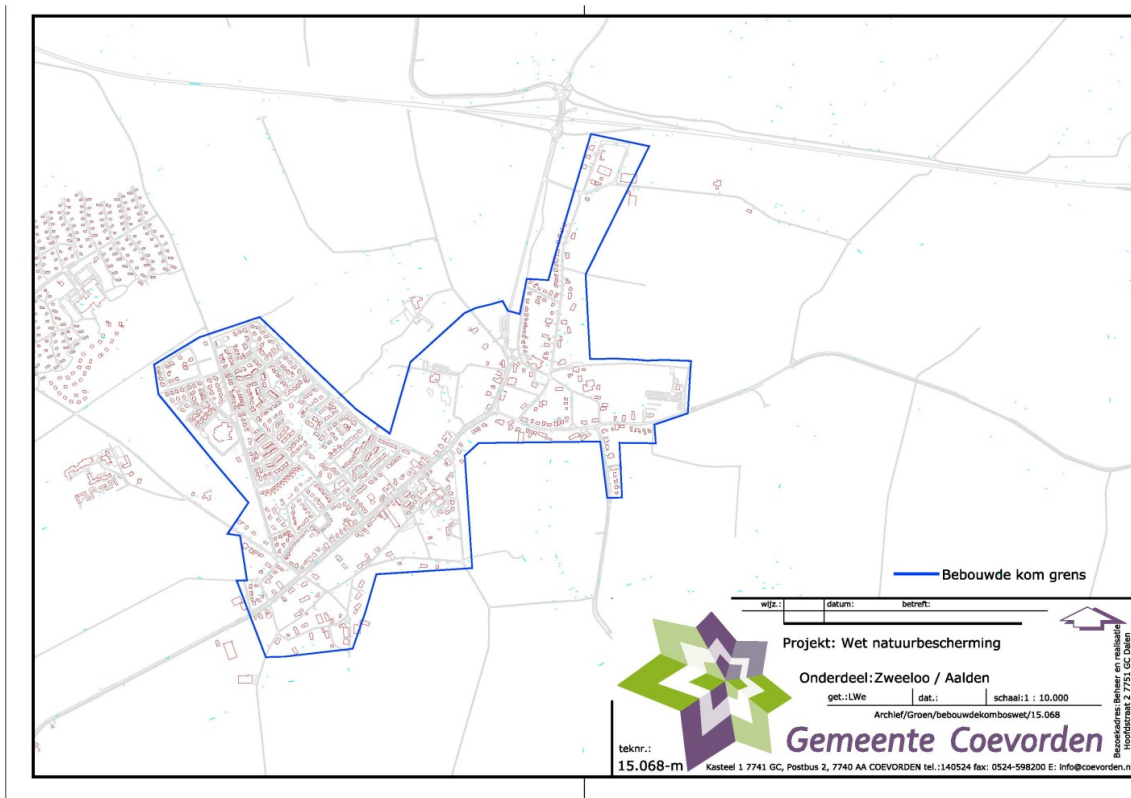 Bebouwde kom grens
wijz.: datum: betreft:
Projekt: Wet natuurbescherming
Onderdeel: Zweeloo / Aalden
get.:LWe dat.: schaal:1 : 10.000
Archief/Groen/bebouwdekomboswet/15.068
Gemeente Coevorden
teknr.:
15.068-m
Kasteel 1 7741 GC, Postbus 2, 7740 AA COEVORDEN tel.:140524 fax: 0524-598200 E: info@coevorden.n
Bezoekadres:Beheer en realisatie
Hoofdstraat 2 7751 GC Dalen